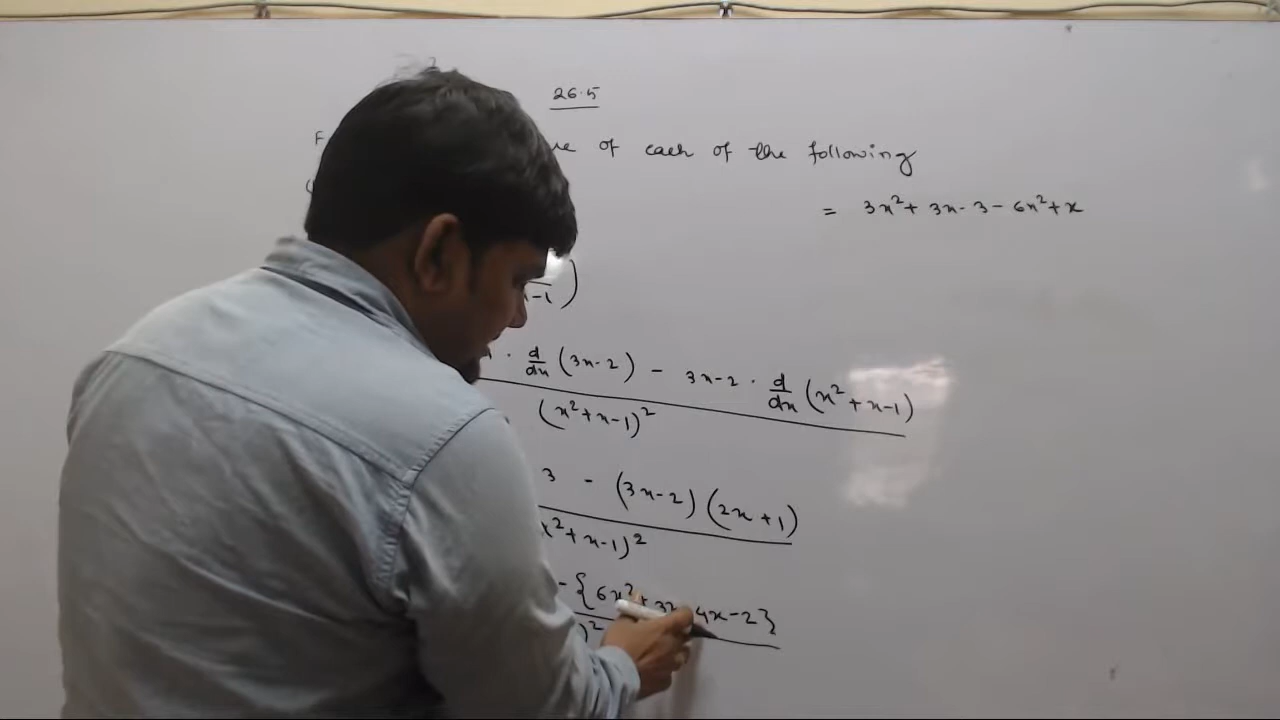 26.5
of each of the following
= 3x² + 3x - 3 - 6x² + x
-1)
. d/dx (3x-2) - 3x-2 . d/dx (x²+x-1)
(x²+x-1)²
3 - (3x-2) (2x+1)
x²+x-1)²
-{6x²+3x 4x-2}
)²